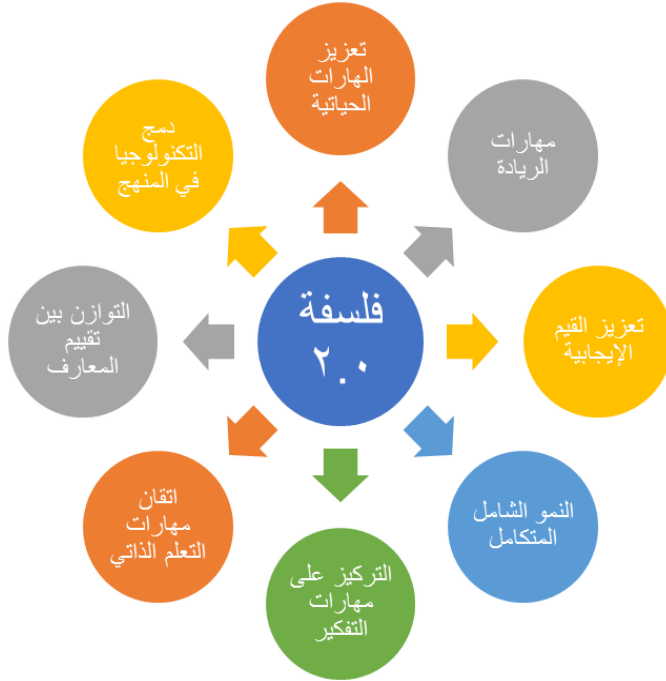 تعزيز
الهارات
الحياتية
مهارات
الريادة
تعزيز القيم
الإيجابية
النمو الشامل
المتكامل
التركيز على
مهارات
التفكير
اتقان
مهارات
التعلم الذاتي
التوازن بين
تقييم
المعارف
دمج
التكنولوجيا
في المنهج
فلسفة
٢.٠